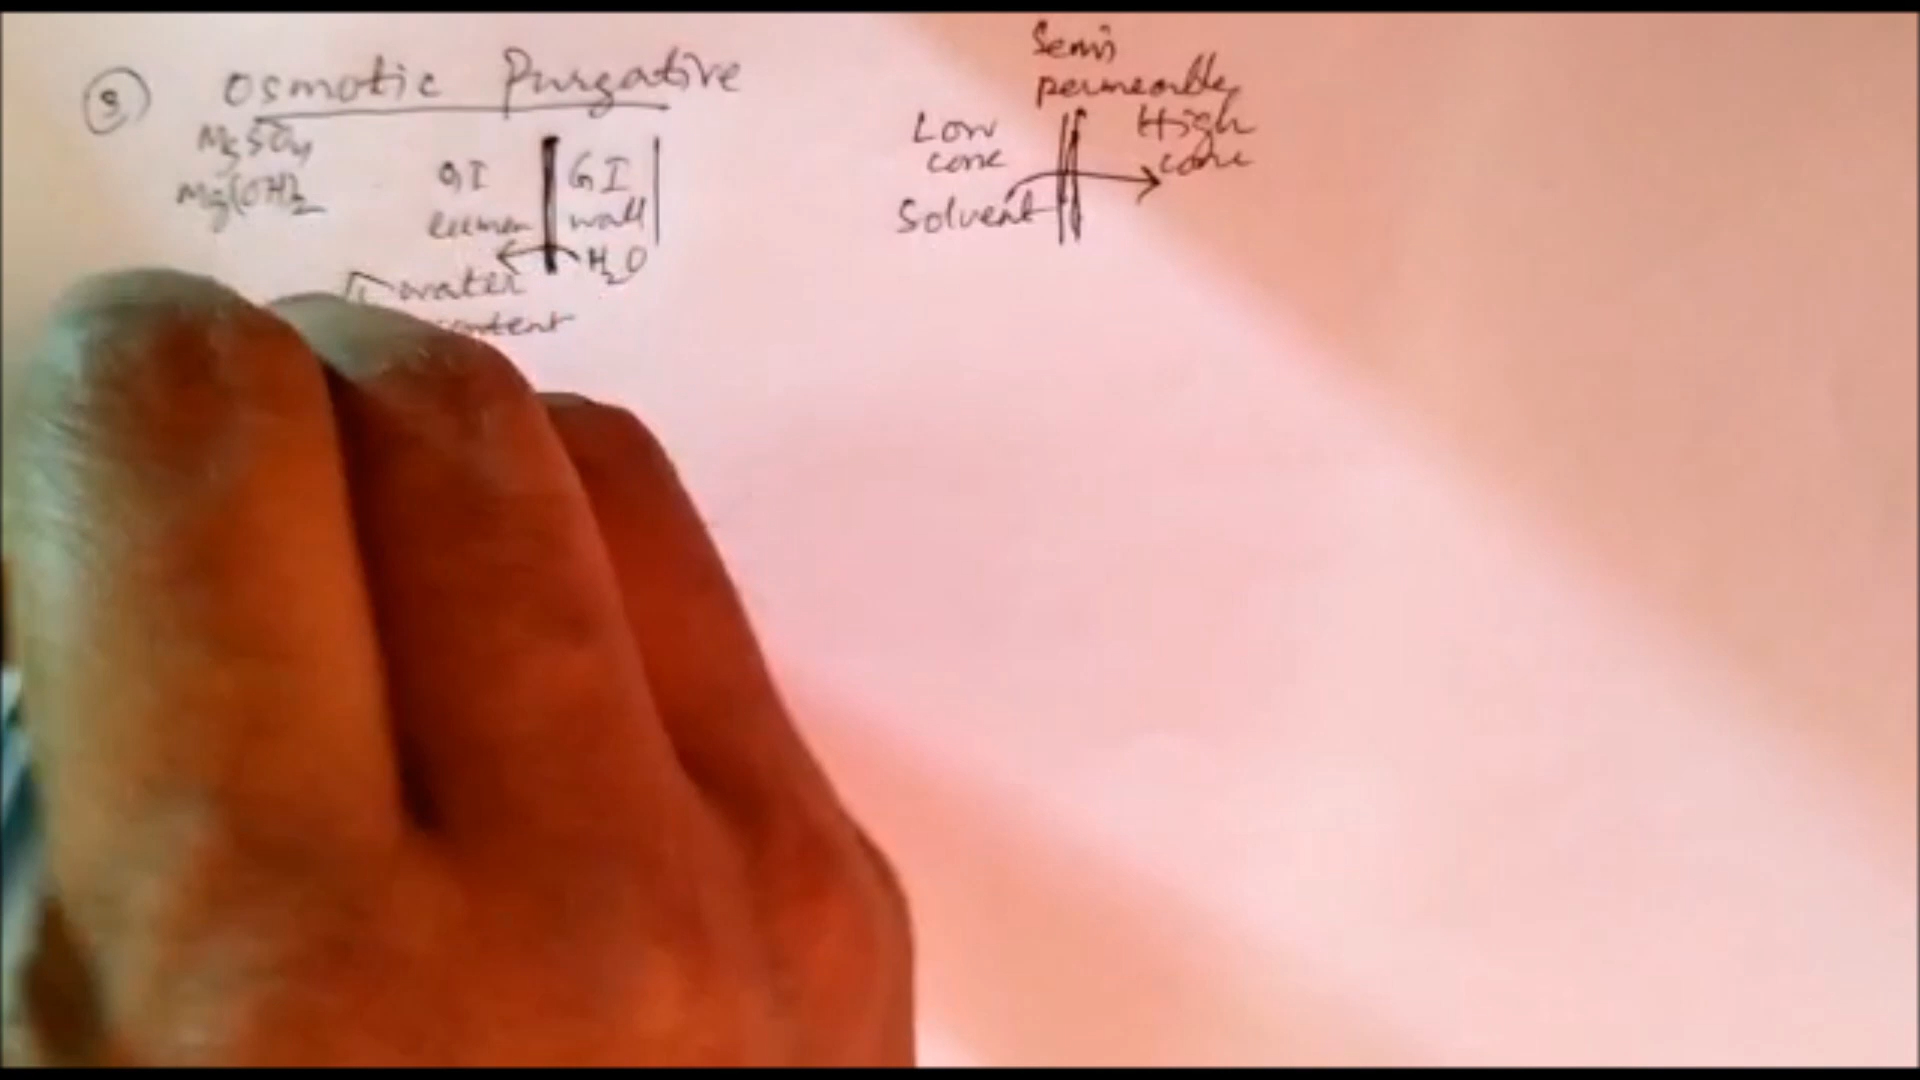 3 Osmotic Purgative
MgSO4
Mg(OH)2
GI
lumen
GI
wall
H2O
↑ water
content
Semi
permeable
Low
conc
High
conc
Solvent